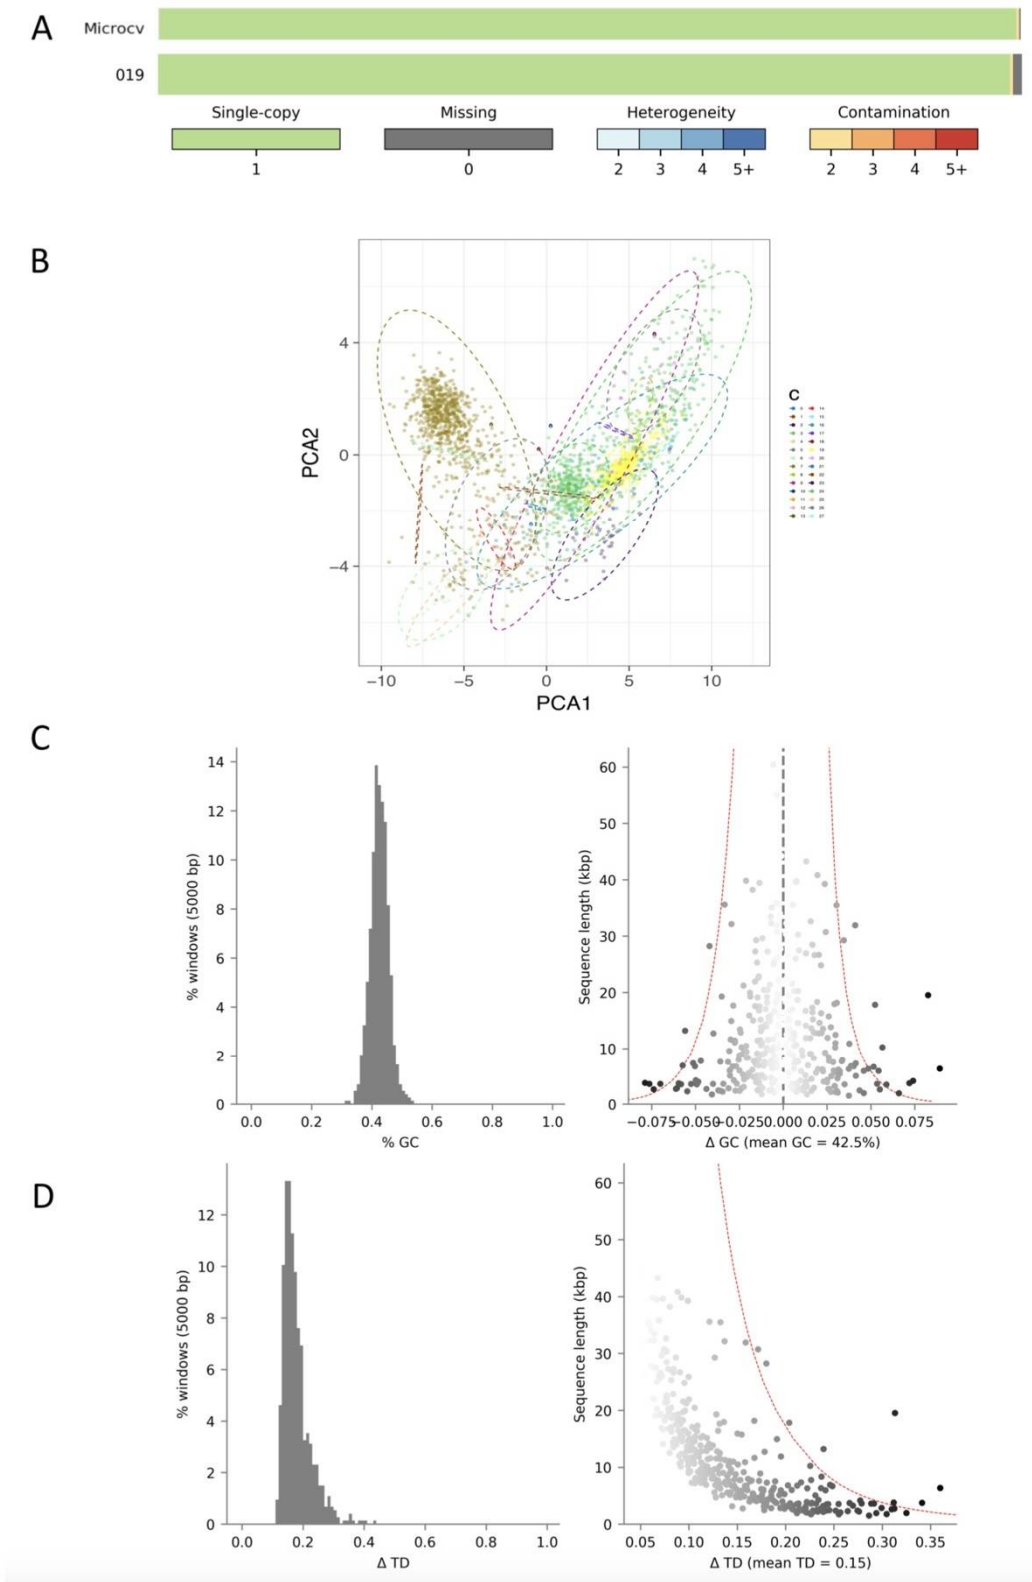 A
Microcv
019
Single-copy Missing Heterogeneity Contamination
1 0 2 3 4 5+ 2 3 4 5+
B
PCA2
4
0
−4
−10 −5 0 5 10
PCA1
C
C
% windows (5000 bp)
14
12
10
8
6
4
2
0
0.0 0.2 0.4 0.6 0.8 1.0
% GC
Sequence length (kbp)
60
50
40
30
20
10
0
−0.075−0.050−0.025 0.000 0.025 0.050 0.075
Δ GC (mean GC = 42.5%)
D
% windows (5000 bp)
12
10
8
6
4
2
0
0.0 0.2 0.4 0.6 0.8 1.0
Δ TD
Sequence length (kbp)
60
50
40
30
20
10
0
0.05 0.10 0.15 0.20 0.25 0.30 0.35
Δ TD (mean TD = 0.15)